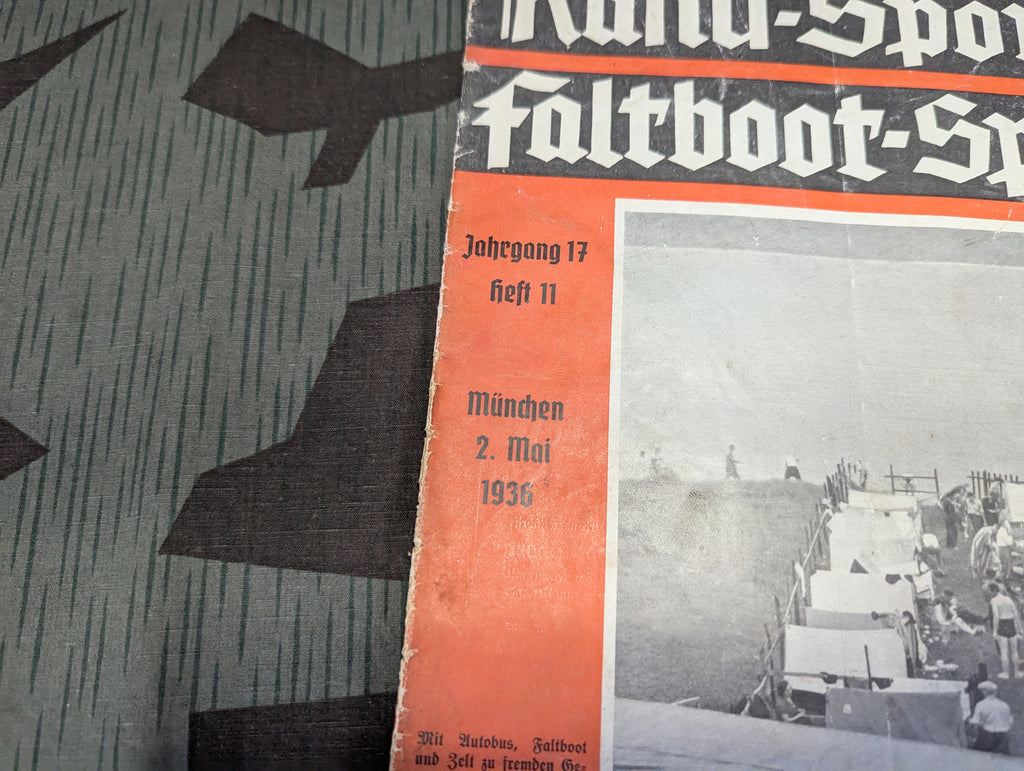 Kanu-Spor
Faltboot-Sp
Jahrgang 17
Heft 11
München
2. Mai
1936
Mit Autobus, Faltboot
und Zelt zu fremden Ge-